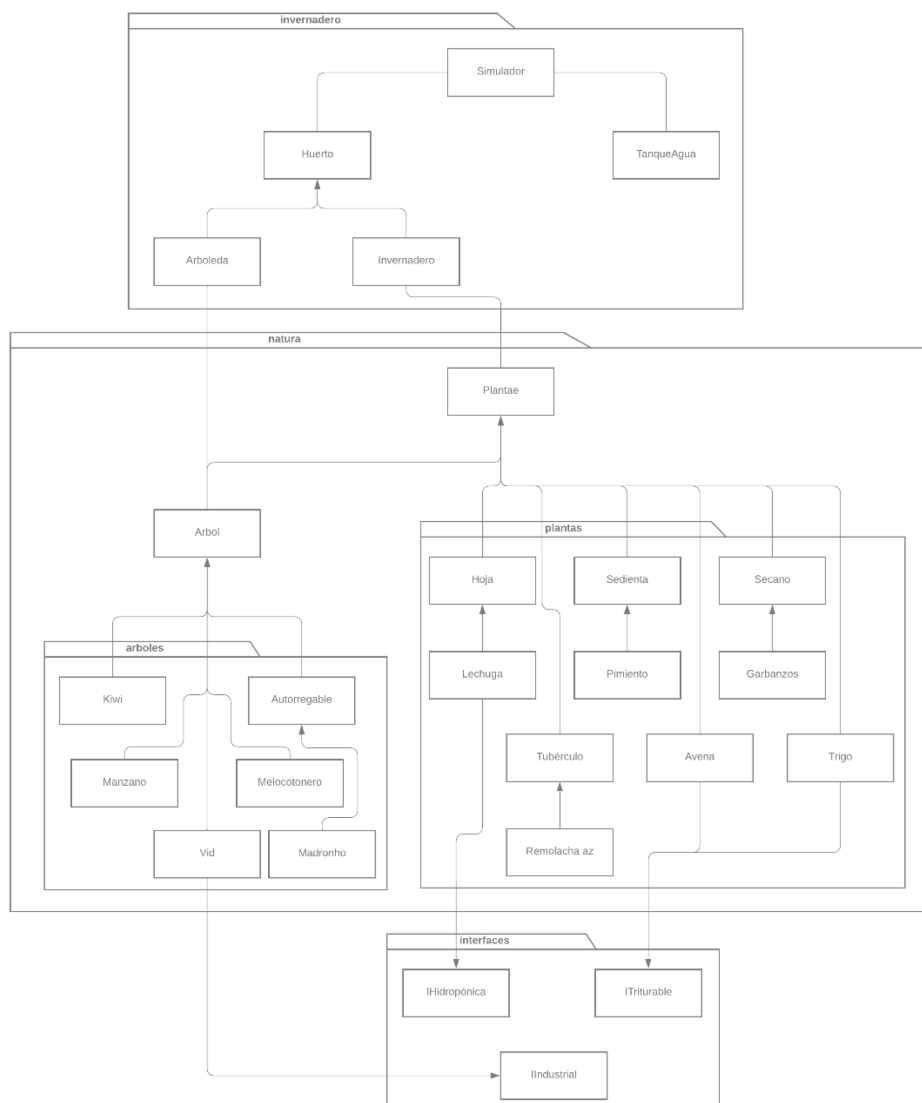 invernadero
Simulador
Huerto
TanqueAgua
Arboleda
Invernadero
natura
Plantae
Arbol
plantas
Hoja
Sedienta
Secano
arboles
Lechuga
Pimiento
Garbanzos
Kiwi
Autorregable
Tubérculo
Avena
Trigo
Manzano
Melocotonero
Vid
Madronho
Remolacha az
interfaces
IHidropónica
ITriturable
IIndustrial